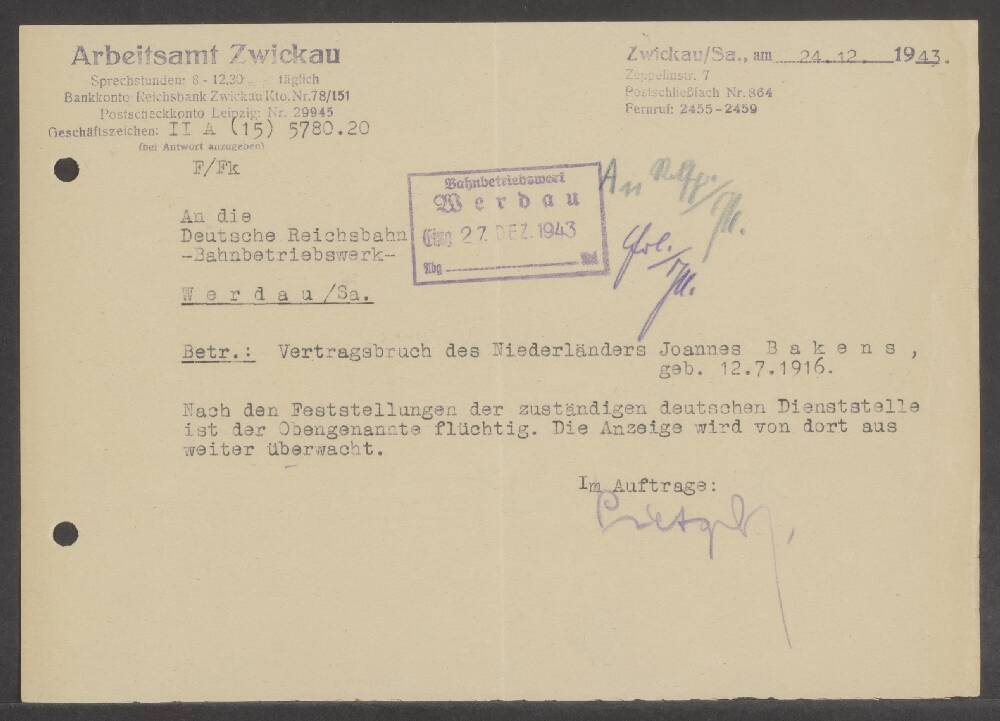 Arbeitsamt Zwickau
Sprechstunden: 8 - 12.30 täglich
Bankkonto Reichsbank Zwickau Kto. Nr. 78/151
Postscheckkonto Leipzig: Nr. 29945
Geschäftszeichen: II A (15) 5780.20
(bei Antwort anzugeben)
F/Fk
Zwickau/Sa., am 24.12. 1943.
Zeppelinstr. 7
Postschließfach Nr. 864
Fernruf: 2455-2459
An die
Deutsche Reichsbahn
-Bahnbetriebswerk-
Werdau/Sa.
Bahnbetriebswerk
Werdau
Eing 27. DEZ. 1943
Abg
An
Betr.: Vertragsbruch des Niederländers Joannes Bakens,
geb. 12.7.1916.
Nach den Feststellungen der zuständigen deutschen Dienststelle
ist der Obengenannte flüchtig. Die Anzeige wird von dort aus
weiter überwacht.
Im Auftrage: